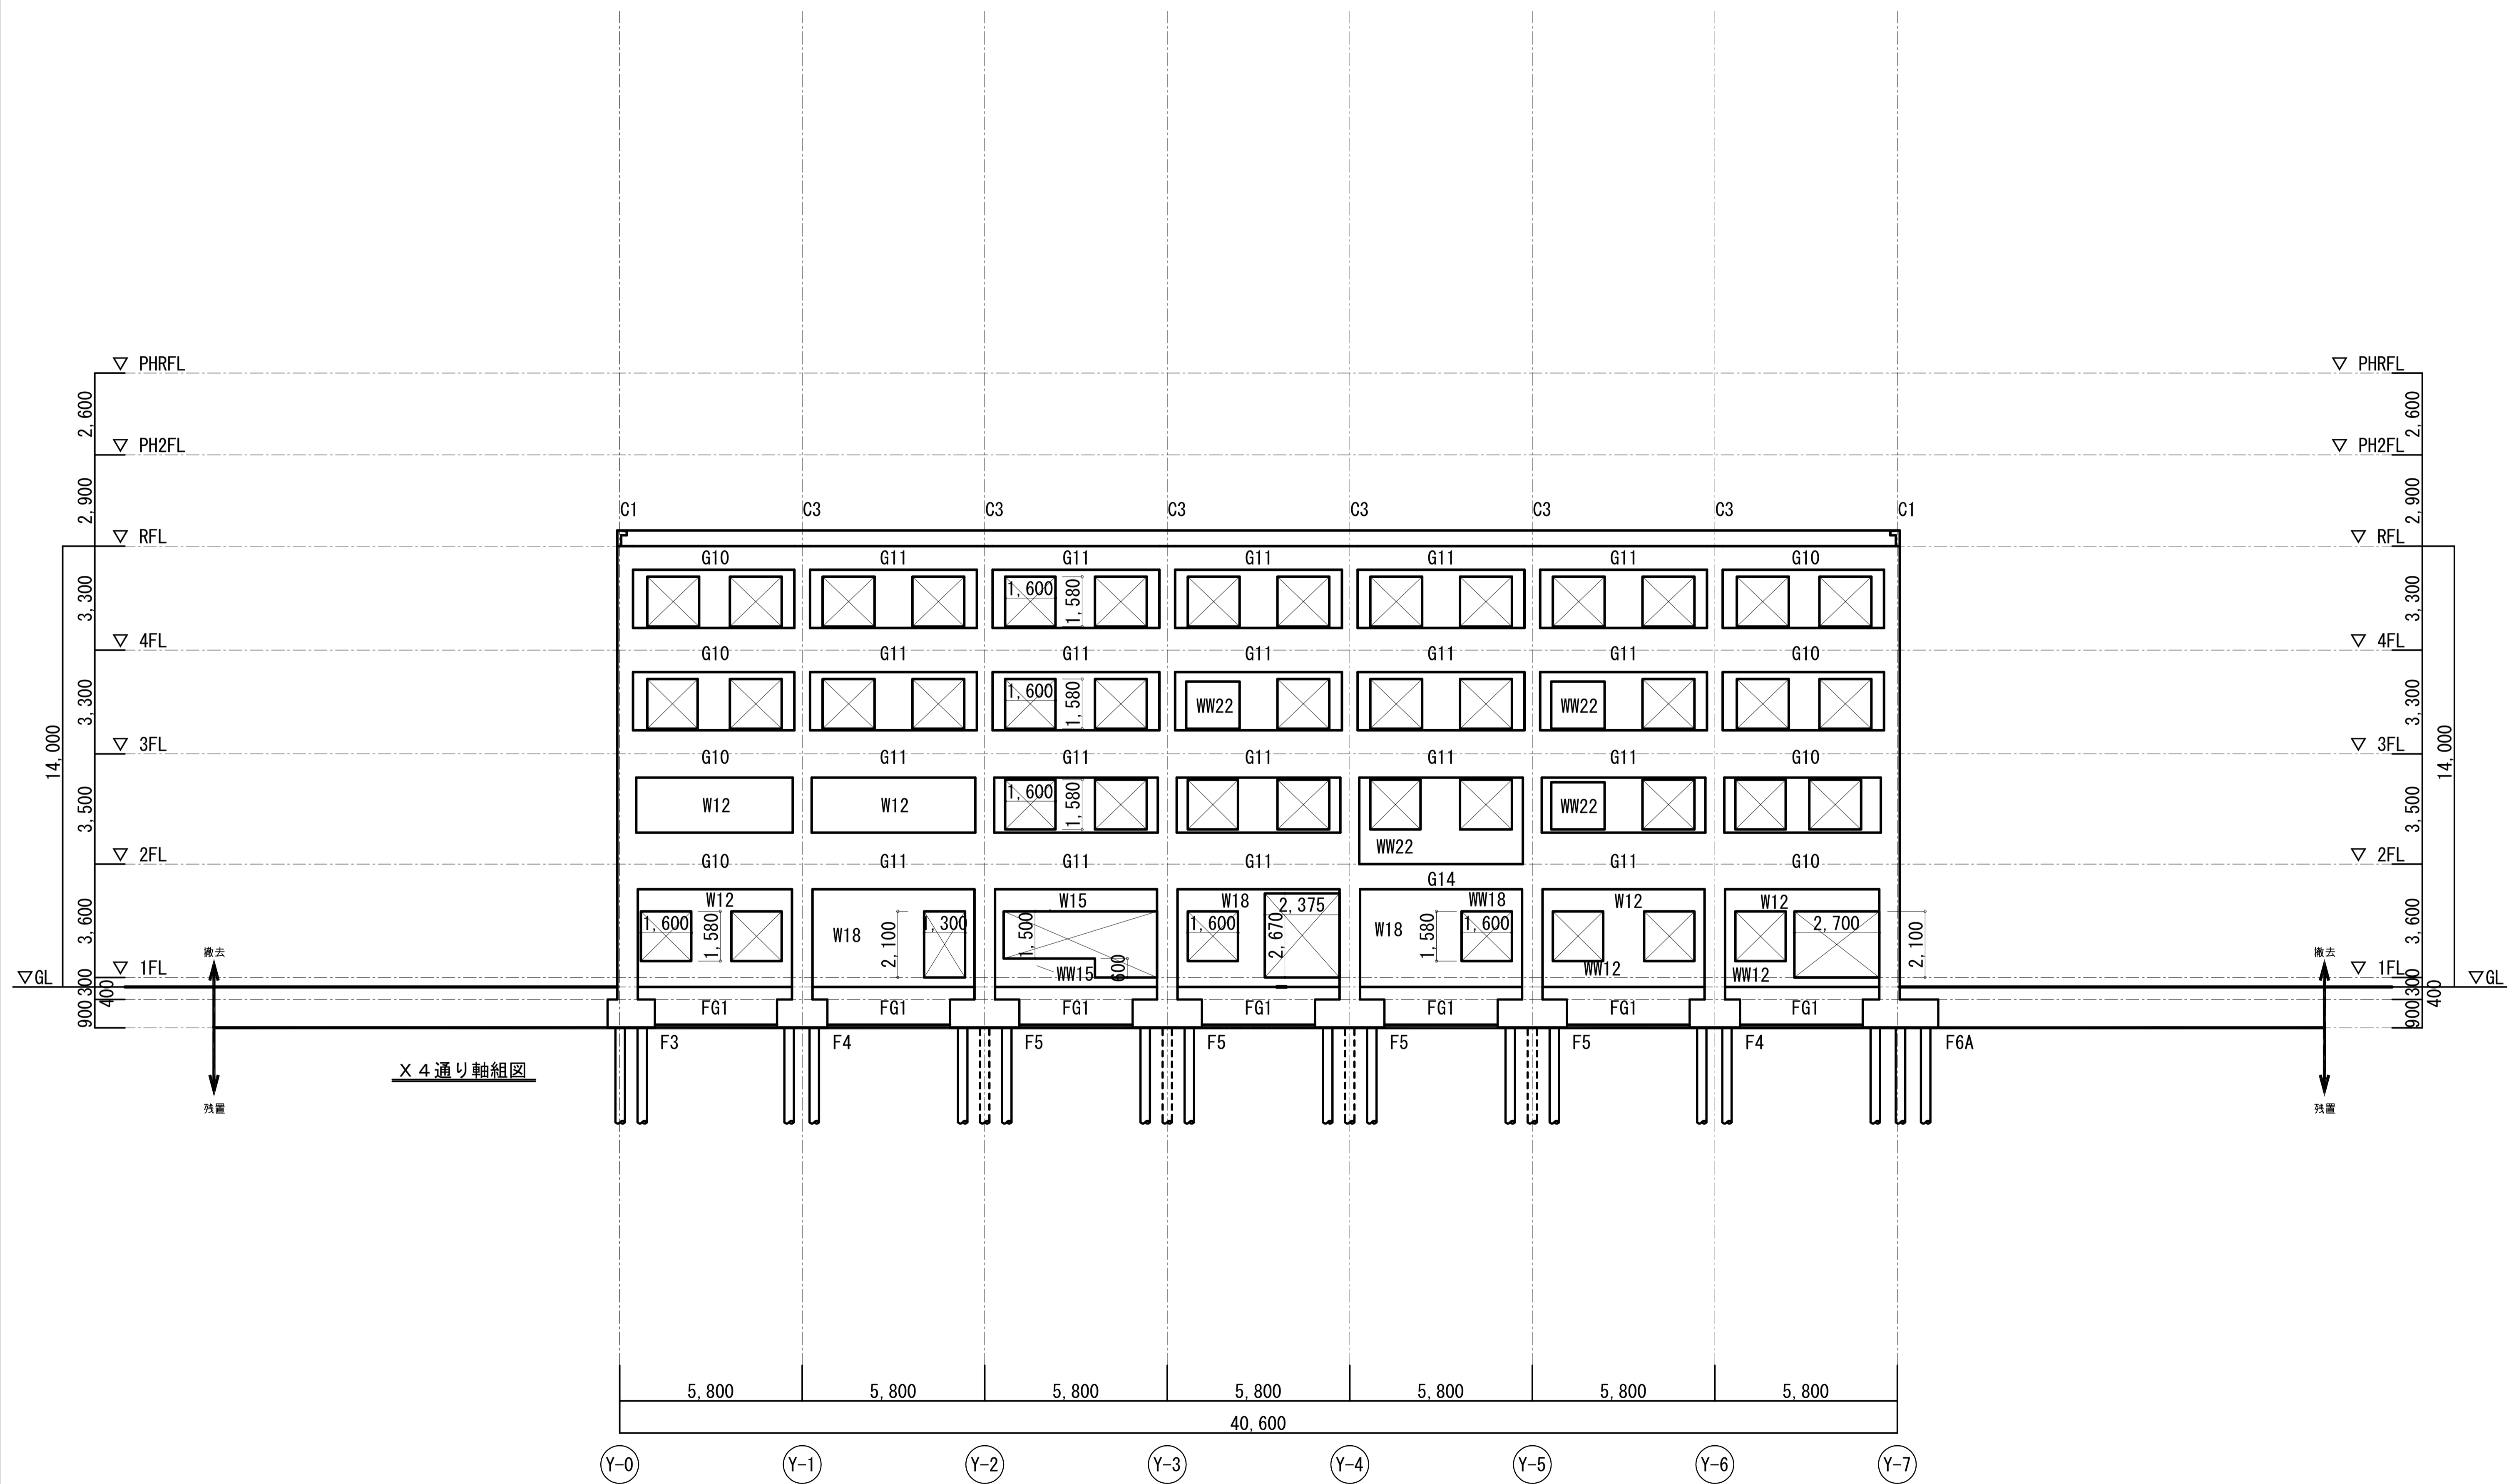 PHRFL PHRFL
2,600 2,600
PH2FL PH2FL
2,900 2,900
C1 C3 C3 C3 C3 C3 C3 C1
RFL RFL
G10 G11 G11 G11 G11 G11 G10
3,300 1,600 1,580 3,300
4FL 4FL
G10 G11 G11 G11 G11 G11 G10
3,300 1,600 1,580 WW22 WW22 3,300
14,000 14,000
3FL 3FL
G10 G11 G11 G11 G11 G11 G10
3,500 W12 W12 1,600 1,580 WW22 3,500
WW22
2FL 2FL
G10 G11 G11 G11 G11 G10
G14
W12 W15 W18 WW18 W12 W12
2,375
3,600 1,600 1,580 W18 2,100 1,300 1,500 1,600 2,670 W18 1,580 1,600 2,700 2,100 3,600
撤去 撤去
1FL WW15 600 WW12 WW12 1FL
GL 300 300 GL
400 400
900 FG1 FG1 FG1 FG1 FG1 FG1 FG1 900
F3 F4 F5 F5 F5 F5 F4 F6A
X4通り軸組図
残置 残置
5,800 5,800 5,800 5,800 5,800 5,800 5,800
40,600
Y-0 Y-1 Y-2 Y-3 Y-4 Y-5 Y-6 Y-7